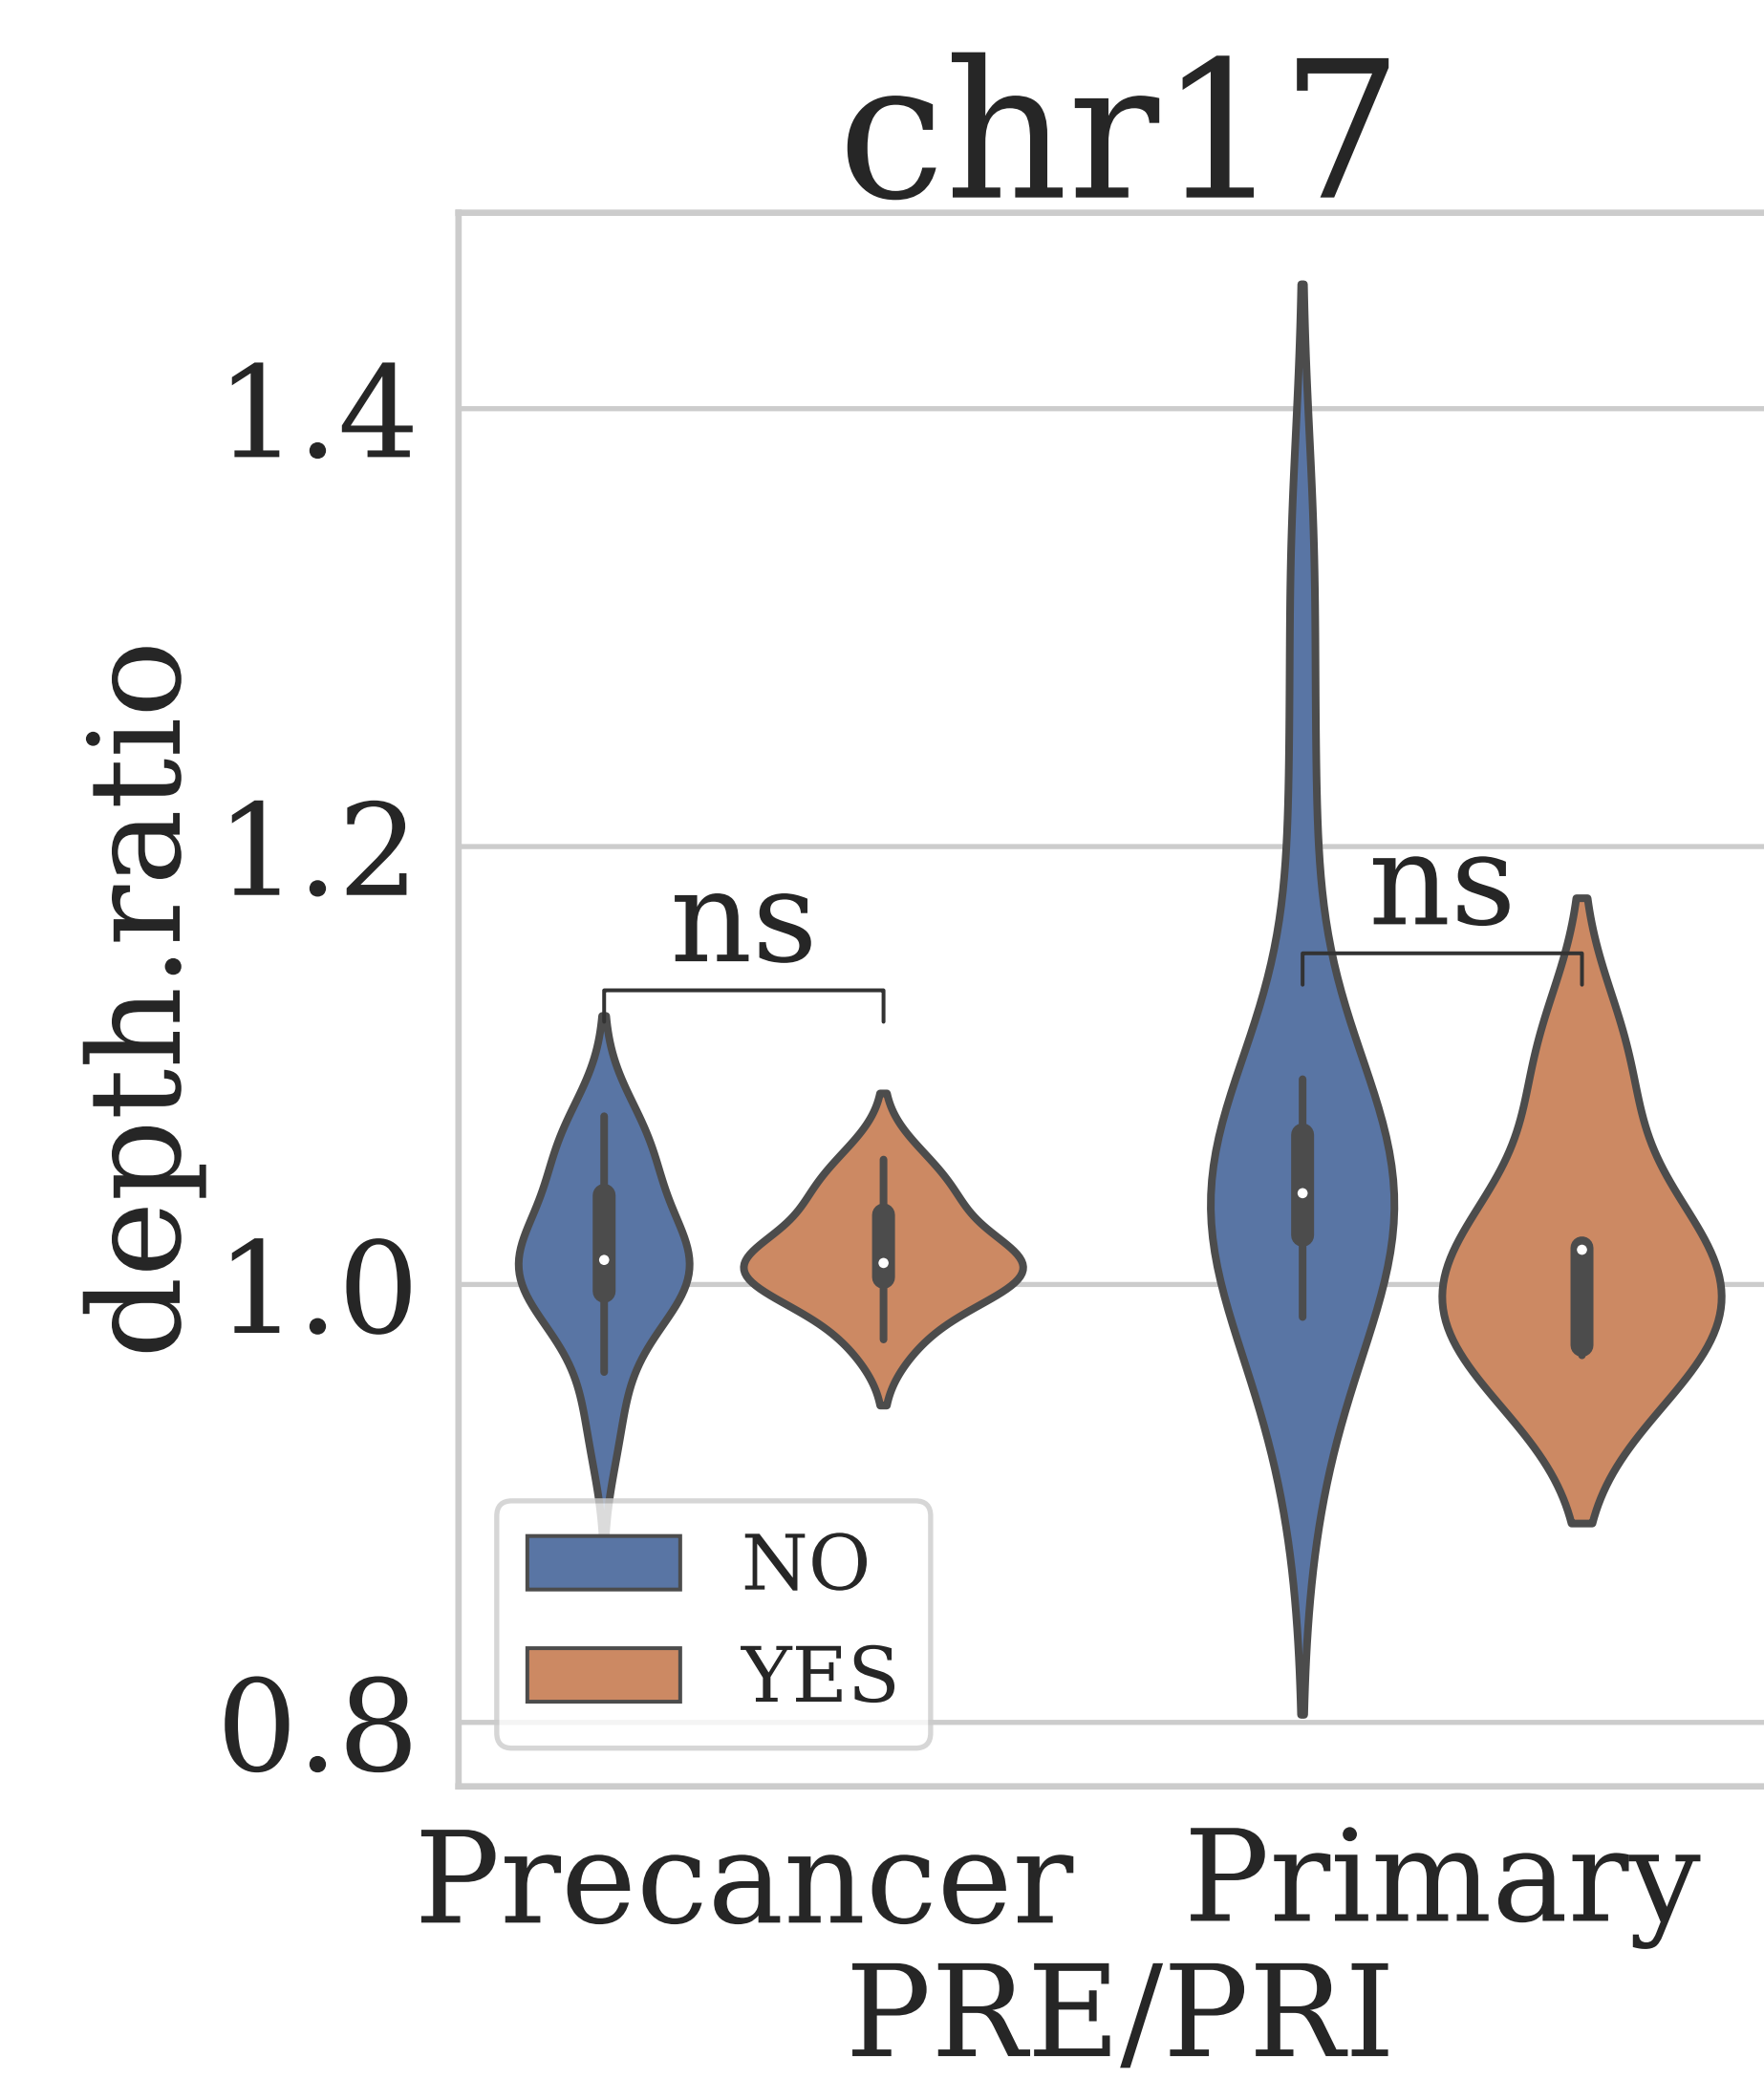 chr17
1.4
1.2
1.0
0.8
depth.ratio
ns
ns
NO
YES
Precancer
Primary
PRE/PRI